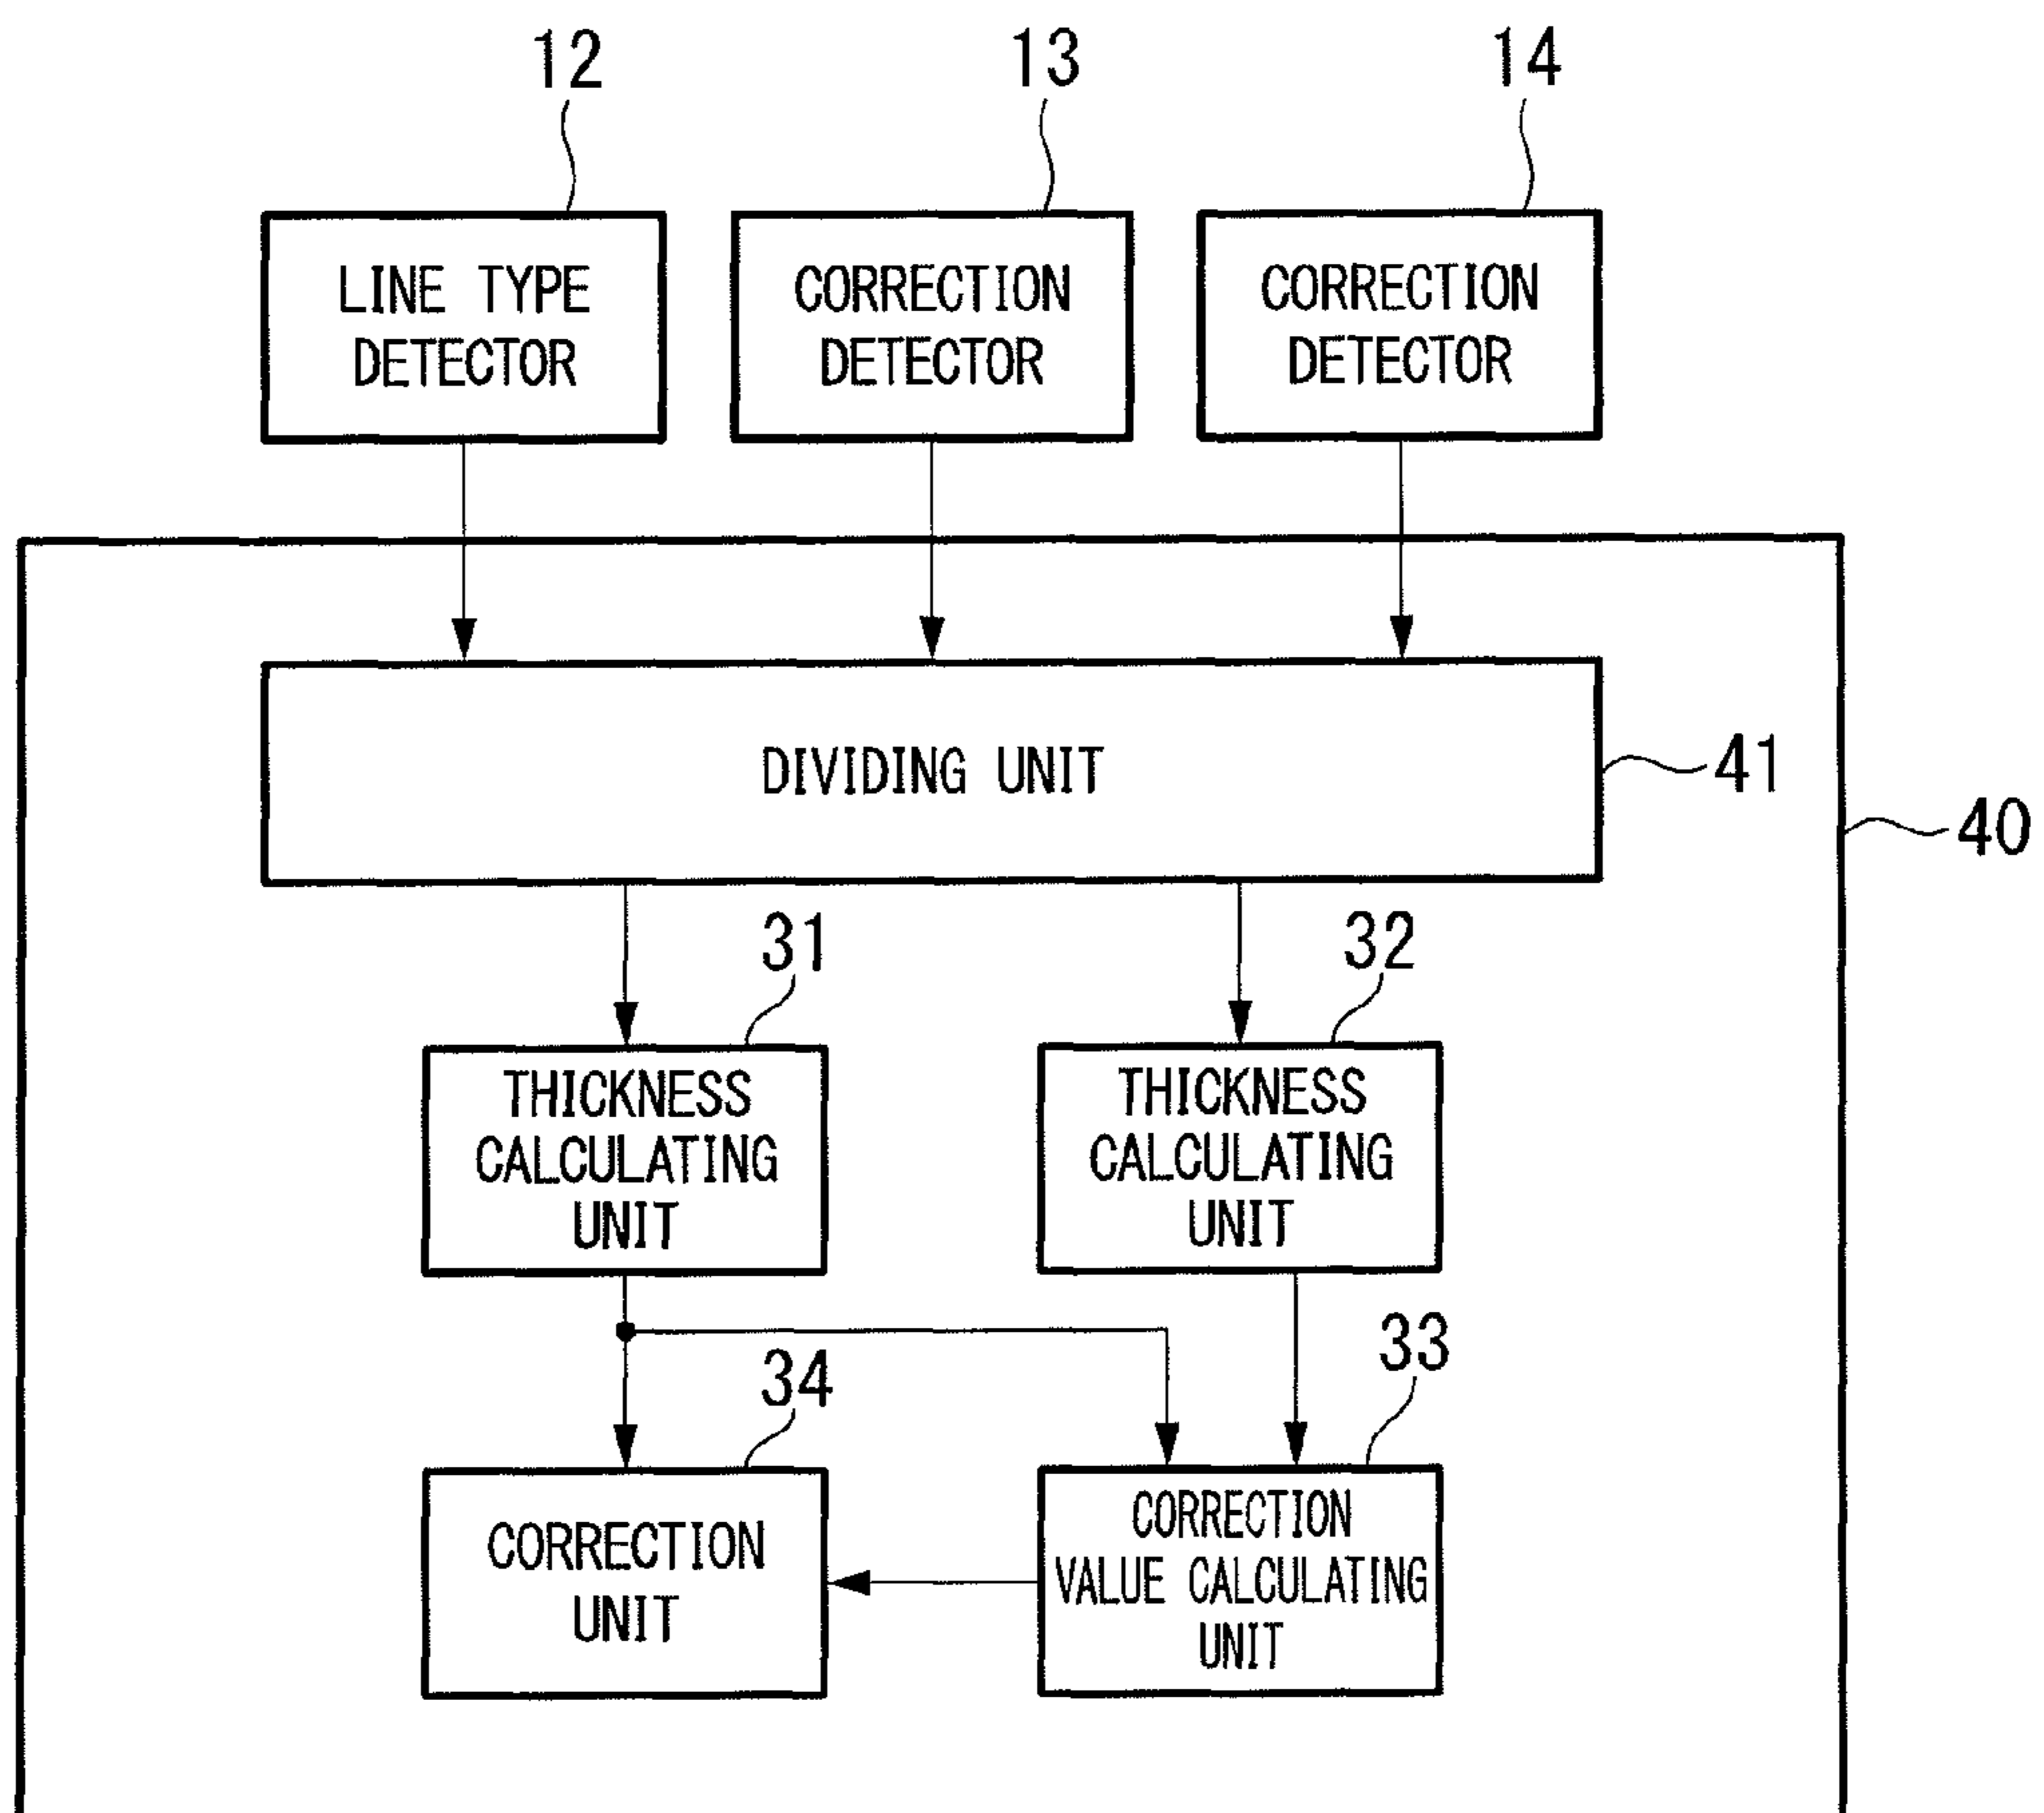 12
13
14
LINE TYPE
DETECTOR
CORRECTION
DETECTOR
CORRECTION
DETECTOR
DIVIDING UNIT
41
40
31
32
THICKNESS
CALCULATING
UNIT
THICKNESS
CALCULATING
UNIT
34
33
CORRECTION
UNIT
CORRECTION
VALUE CALCULATING
UNIT